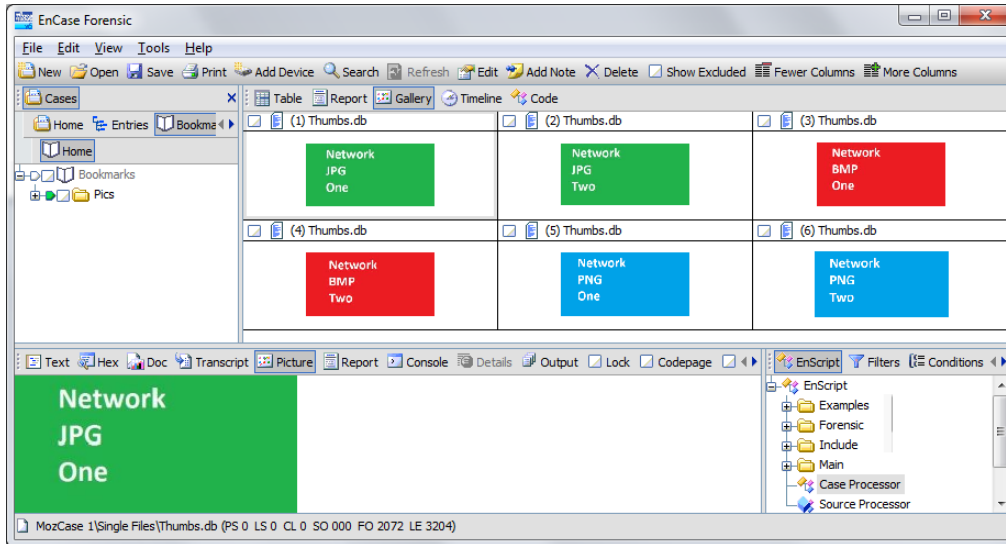 EnCase Forensic
File Edit View Tools Help
New Open Save Print Add Device Search Refresh Edit Add Note Delete Show Excluded Fewer Columns More Columns
Cases
Table Report Gallery Timeline Code
Home Entries Bookma
Home
Bookmarks
Pics
(1) Thumbs.db (2) Thumbs.db (3) Thumbs.db
Network
JPG
One
Network
JPG
Two
Network
BMP
One
(4) Thumbs.db (5) Thumbs.db (6) Thumbs.db
Network
BMP
Two
Network
PNG
One
Network
PNG
Two
Text Hex Doc Transcript Picture Report Console Details Output Lock Codepage
Network
JPG
One
EnScript Filters Conditions
EnScript
Examples
Forensic
Include
Main
Case Processor
Source Processor
MozCase 1\Single Files\Thumbs.db (PS 0 LS 0 CL 0 SO 000 FO 2072 LE 3204)